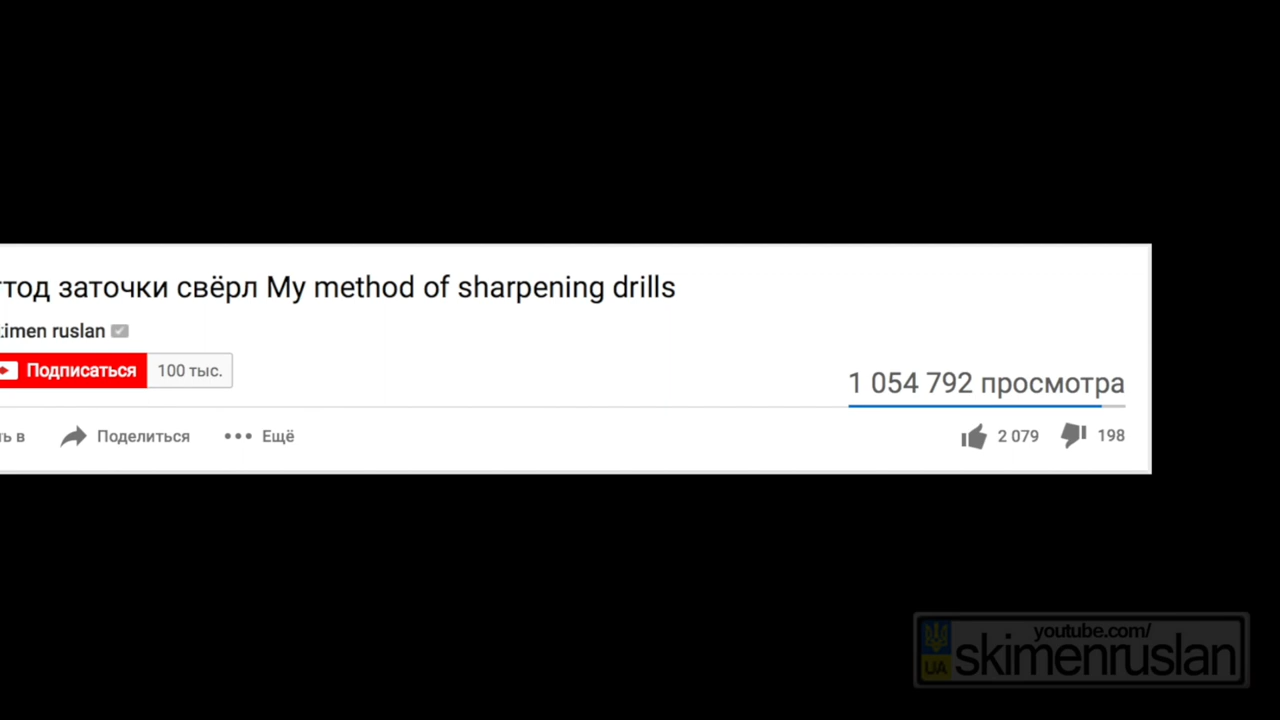 тод заточки свёрл My method of sharpening drills
imen ruslan
Подписаться 100 тыс.
1 054 792 просмотра
ть в Поделиться ••• Ещё 2 079 198
youtube.com/
UA skimenruslan